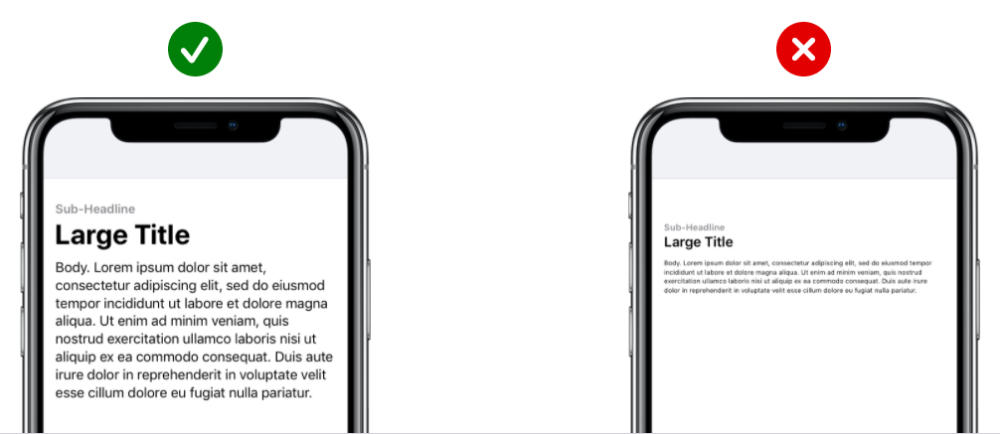 Sub-Headline
Large Title
Body. Lorem ipsum dolor sit amet,
consectetur adipiscing elit, sed do eiusmod
tempor incididunt ut labore et dolore magna
aliqua. Ut enim ad minim veniam, quis
nostrud exercitation ullamco laboris nisi ut
aliquip ex ea commodo consequat. Duis aute
irure dolor in reprehenderit in voluptate velit
esse cillum dolore eu fugiat nulla pariatur.
Sub-Headline
Large Title
Body. Lorem ipsum dolor sit amet, consectetur adipiscing elit, sed do eiusmod tempor
incididunt ut labore et dolore magna aliqua. Ut enim ad minim veniam, quis nostrud
exercitation ullamco laboris nisi ut aliquip ex ea commodo consequat. Duis aute irure
dolor in reprehenderit in voluptate velit esse cillum dolore eu fugiat nulla pariatur.